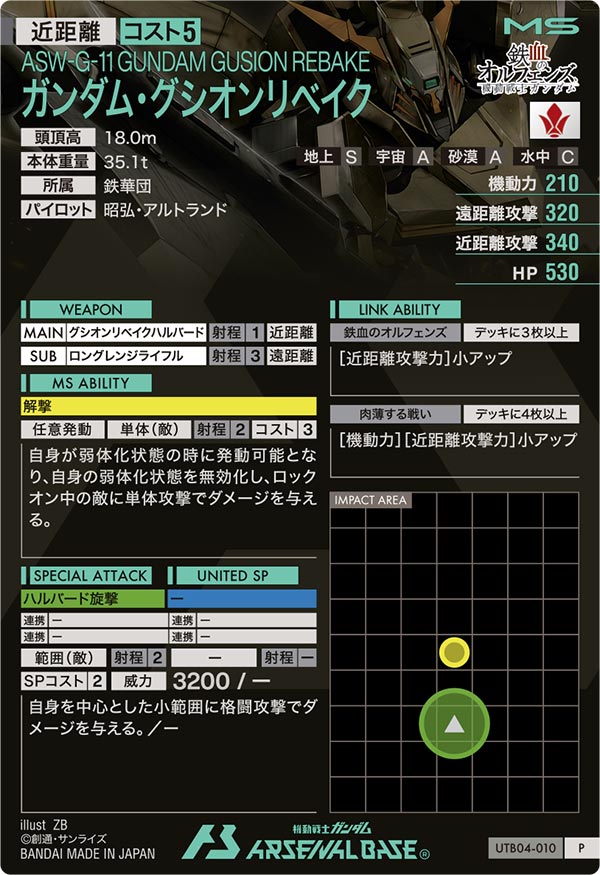 近距離 コスト5 MS
ASW-G-11 GUNDAM GUSION REBAKE
ガンダム・グシオンリベイク
鉄血の
オルフェンズ
機動戦士ガンダム
頭頂高 18.0m
本体重量 35.1t
所属 鉄華団
パイロット 昭弘・アルトランド
地上 S 宇宙 A 砂漠 A 水中 C
機動力 210
遠距離攻撃 320
近距離攻撃 340
HP 530
WEAPON
MAIN グシオンリベイクハルバード 射程 1 近距離
SUB ロングレンジライフル 射程 3 遠距離
MS ABILITY
解撃
任意発動 単体(敵) 射程 2 コスト 3
自身が弱体化状態の時に発動可能とな
り、自身の弱体化状態を無効化し、ロック
オン中の敵に単体攻撃でダメージを与え
る。
SPECIAL ATTACK UNITED SP
ハルバード旋撃 ー
連携 ー 連携 ー
連携 ー 連携 ー
範囲(敵) 射程 2 ー 射程 ー
SPコスト 2 威力 3200 / ー
自身を中心とした小範囲に格闘攻撃でダ
メージを与える。/ー
LINK ABILITY
鉄血のオルフェンズ デッキに3枚以上
[近距離攻撃力]小アップ
肉薄する戦い デッキに4枚以上
[機動力][近距離攻撃力]小アップ
IMPACT AREA
illust ZB
©創通・サンライズ
BANDAI MADE IN JAPAN
機動戦士ガンダム
ARSENAL BASE®
UTB04-010 P